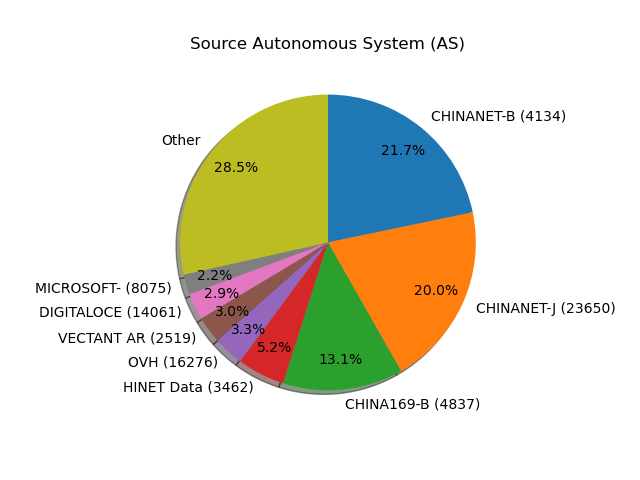 Source Autonomous System (AS)
CHINANET-B (4134)
21.7%
CHINANET-J (23650)
20.0%
CHINA169-B (4837)
13.1%
HINET Data (3462)
5.2%
OVH (16276)
3.3%
VECTANT AR (2519)
3.0%
DIGITALOCE (14061)
2.9%
MICROSOFT- (8075)
2.2%
Other
28.5%